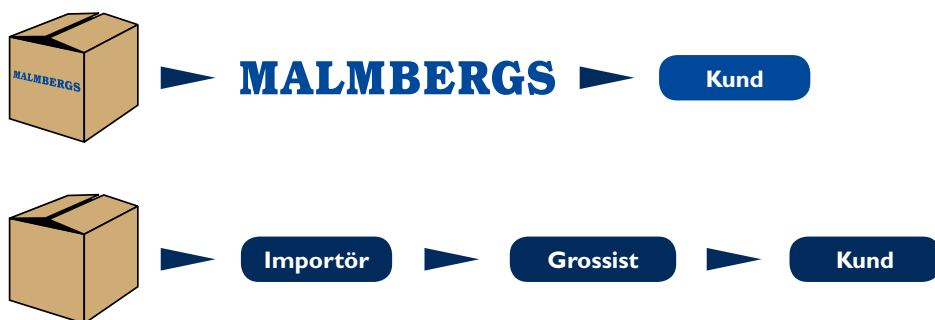 MALMBERGS
MALMBERGS
Kund
Importör
Grossist
Kund